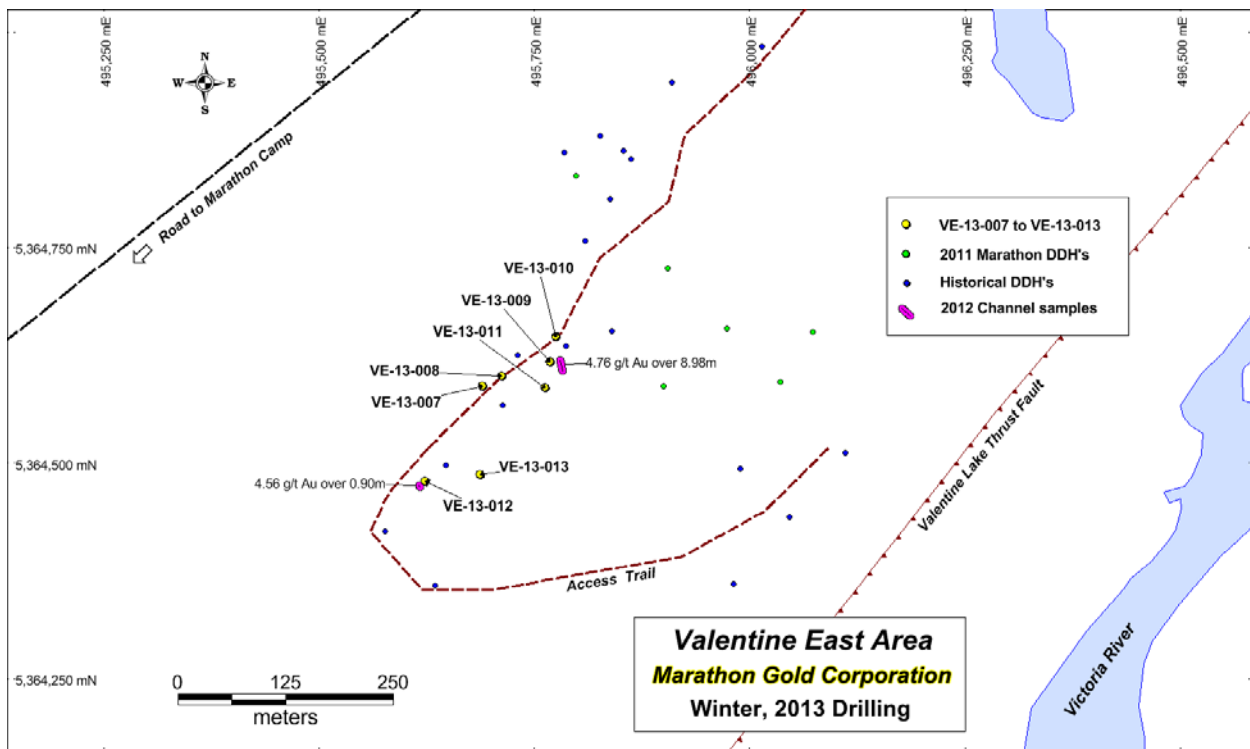 495,250 mE
495,500 mE
495,750 mE
496,000 mE
496,250 mE
496,500 mE
N
W E
S
Road to Marathon Camp
5,364,750 mN
VE-13-007 to VE-13-013
2011 Marathon DDH's
Historical DDH's
2012 Channel samples
VE-13-010
VE-13-009
VE-13-011
4.76 g/t Au over 8.98m
VE-13-008
VE-13-007
Valentine Lake Thrust Fault
5,364,500 mN
VE-13-013
4.56 g/t Au over 0.90m
VE-13-012
Access Trail
Valentine East Area
Marathon Gold Corporation
Winter, 2013 Drilling
Victoria River
5,364,250 mN
0 125 250
meters